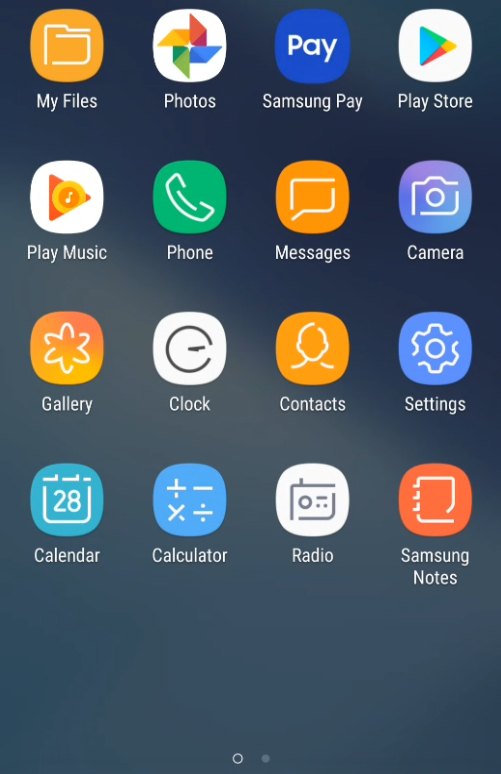 Pay
My Files
Photos
Samsung Pay
Play Store
Play Music
Phone
Messages
Camera
Gallery
Clock
Contacts
Settings
28
Calendar
Calculator
Radio
Samsung
Notes